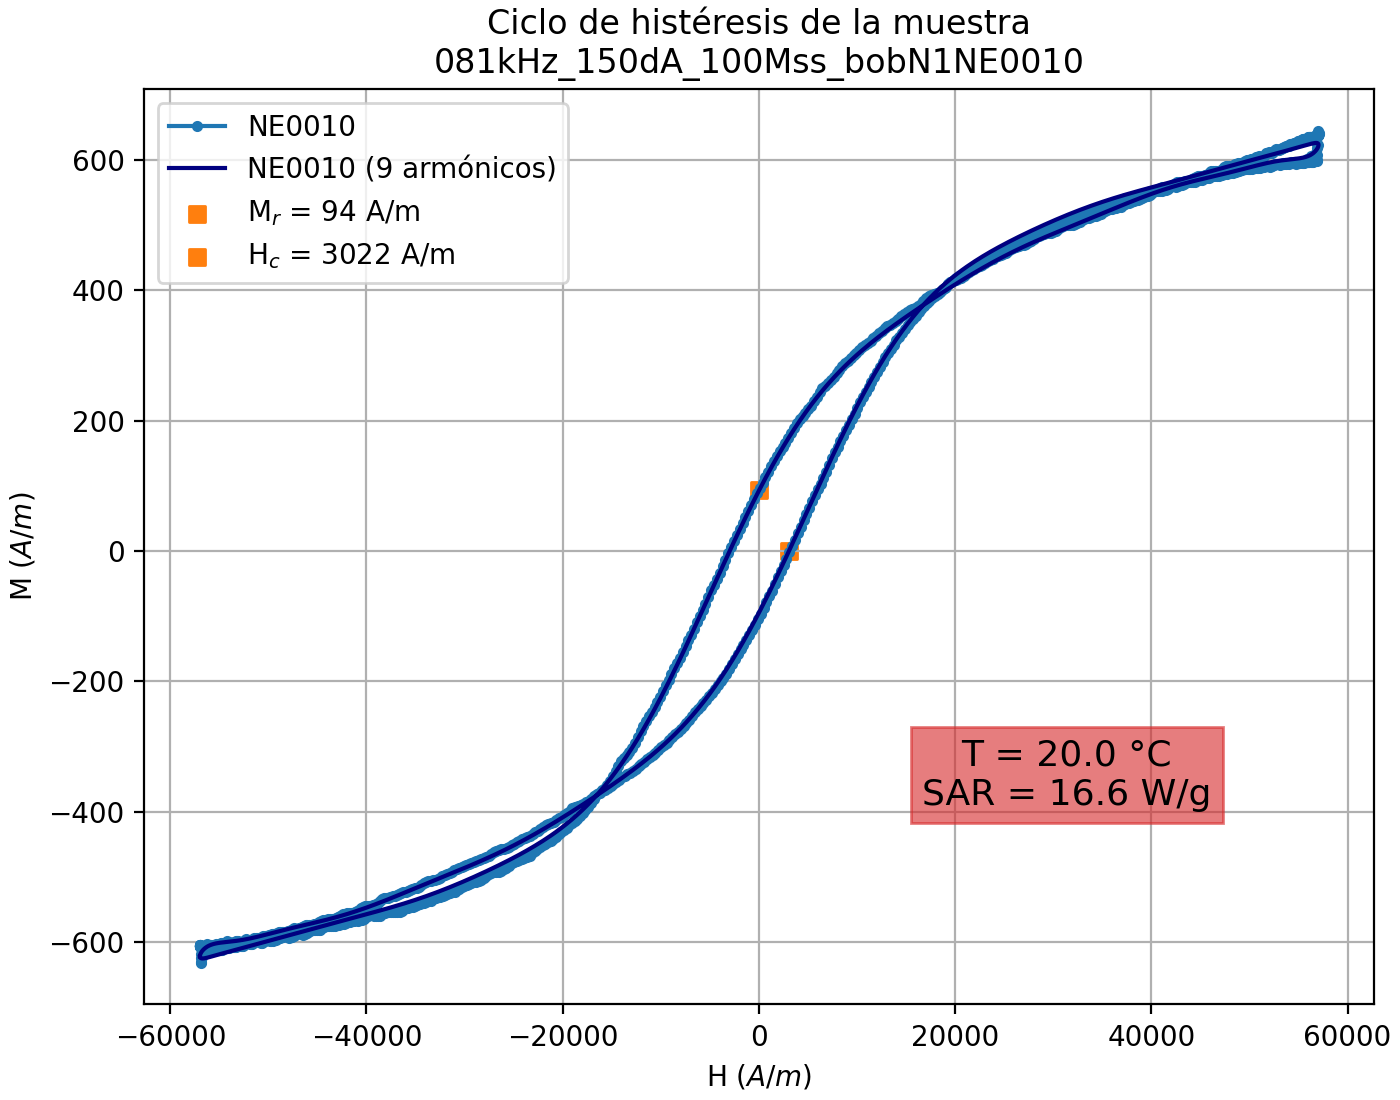 Ciclo de histéresis de la muestra
081kHz_150dA_100Mss_bobN1NE0010
NE0010
NE0010 (9 armónicos)
Mr = 94 A/m
Hc = 3022 A/m
600
400
200
0
−200
−400
−600
M (A/m)
T = 20.0 °C
SAR = 16.6 W/g
−60000
−40000
−20000
0
20000
40000
60000
H (A/m)